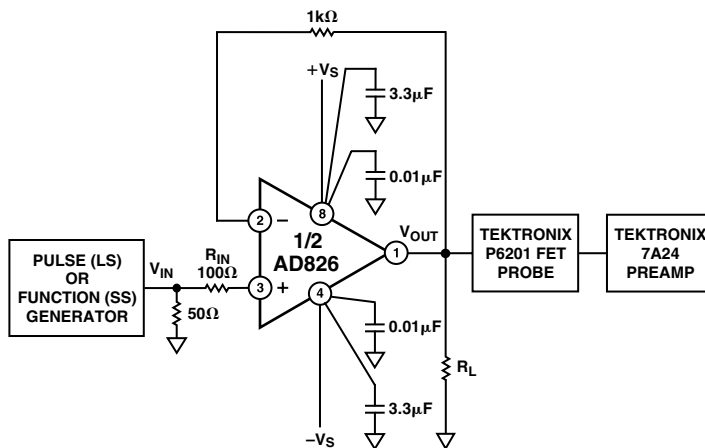 1kΩ
+VS
3.3µF
0.01µF
2
–
8
1/2
AD826
VOUT
1
TEKTRONIX
P6201 FET
PROBE
TEKTRONIX
7A24
PREAMP
PULSE (LS)
OR
FUNCTION (SS)
GENERATOR
VIN
RIN
100Ω
3
+
50Ω
4
0.01µF
3.3µF
RL
–VS